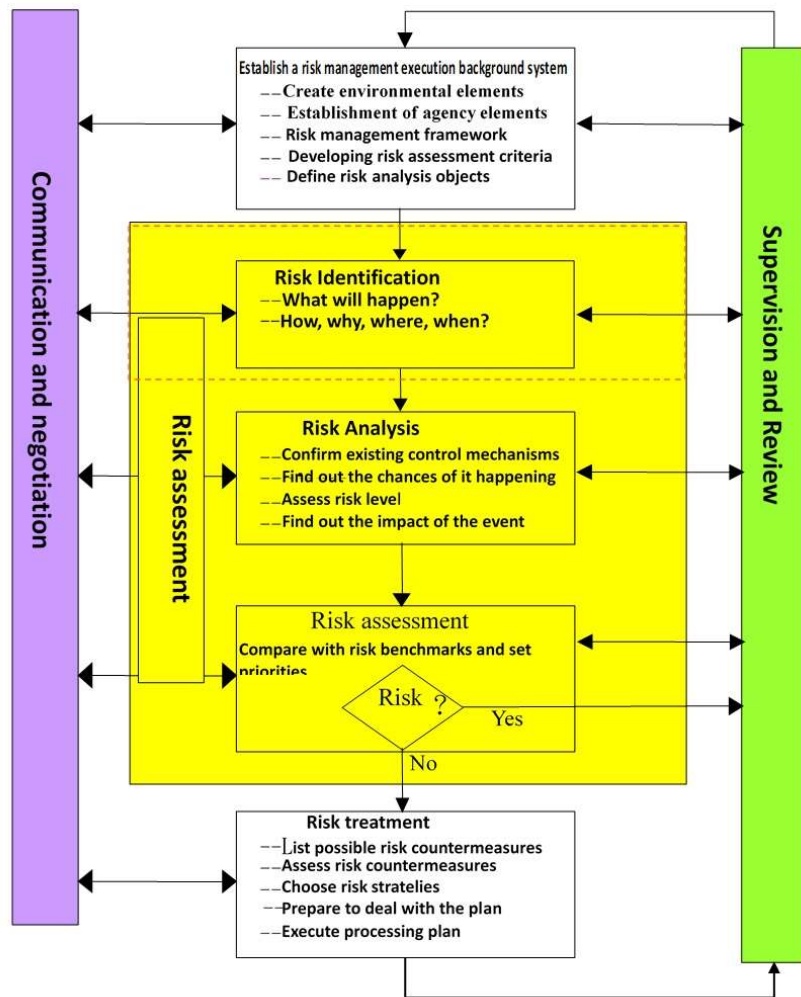 Establish a risk management execution background system
––Create environmental elements
––Establishment of agency elements
––Risk management framework
––Developing risk assessment criteria
––Define risk analysis objects
Communication and negotiation
Supervision and Review
Risk Identification
––What will happen?
––How, why, where, when?
Risk assessment
Risk Analysis
––Confirm existing control mechanisms
––Find out the chances of it happening
––Assess risk level
––Find out the impact of the event
Risk assessment
Compare with risk benchmarks and set
priorities
Risk ?
Yes
No
Risk treatment
––List possible risk countermeasures
––Assess risk countermeasures
––Choose risk stratelies
––Prepare to deal with the plan
––Execute processing plan